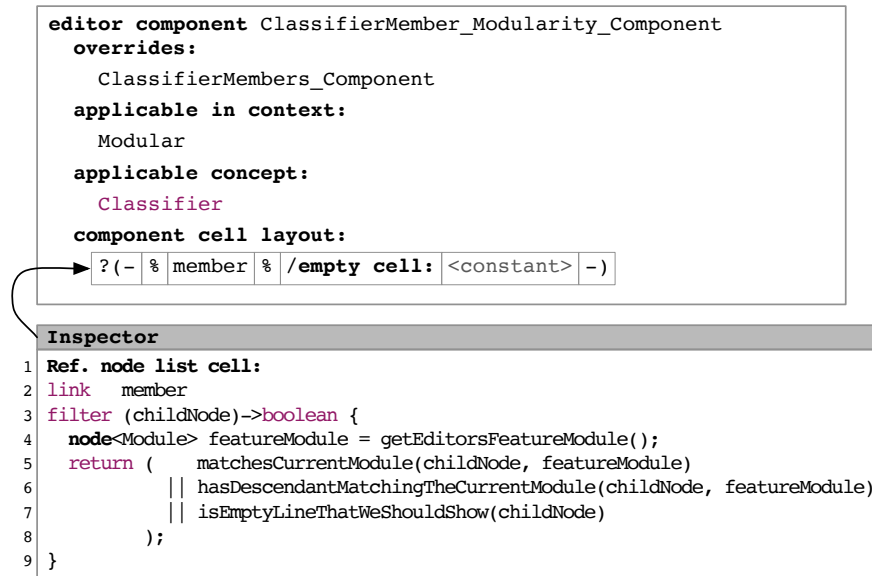 editor component ClassifierMember_Modularity_Component
overrides:
ClassifierMembers_Component
applicable in context:
Modular
applicable concept:
Classifier
component cell layout:
?(- % member % /empty cell: <constant> -)
Inspector
1 Ref. node list cell:
2 link member
3 filter (childNode)->boolean {
4 node<Module> featureModule = getEditorsFeatureModule();
5 return ( matchesCurrentModule(childNode, featureModule)
6 || hasDescendantMatchingTheCurrentModule(childNode, featureModule)
7 || isEmptyLineThatWeShouldShow(childNode)
8 );
9 }